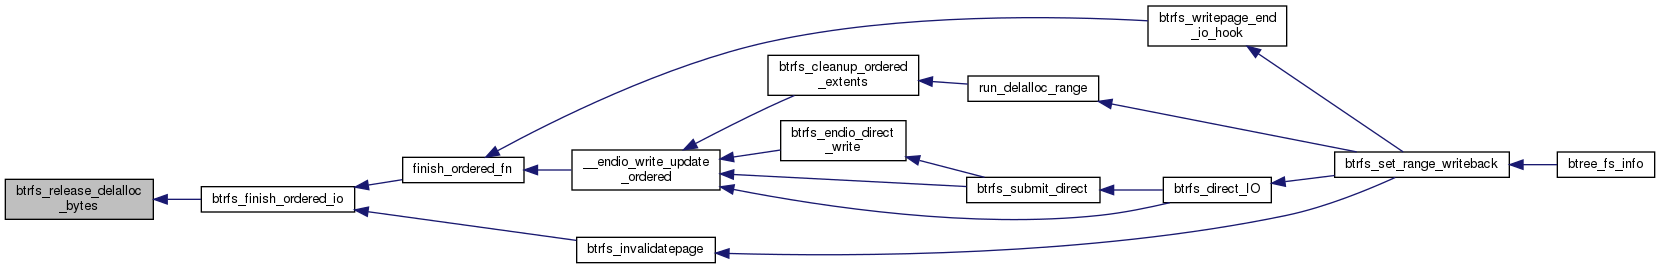 btrfs_release_delalloc
_bytes
btrfs_finish_ordered_io
finish_ordered_fn
btrfs_invalidatepage
__endio_write_update
_ordered
btrfs_cleanup_ordered
_extents
btrfs_endio_direct
_write
run_delalloc_range
btrfs_submit_direct
btrfs_writepage_end
_io_hook
btrfs_direct_IO
btrfs_set_range_writeback
btree_fs_info